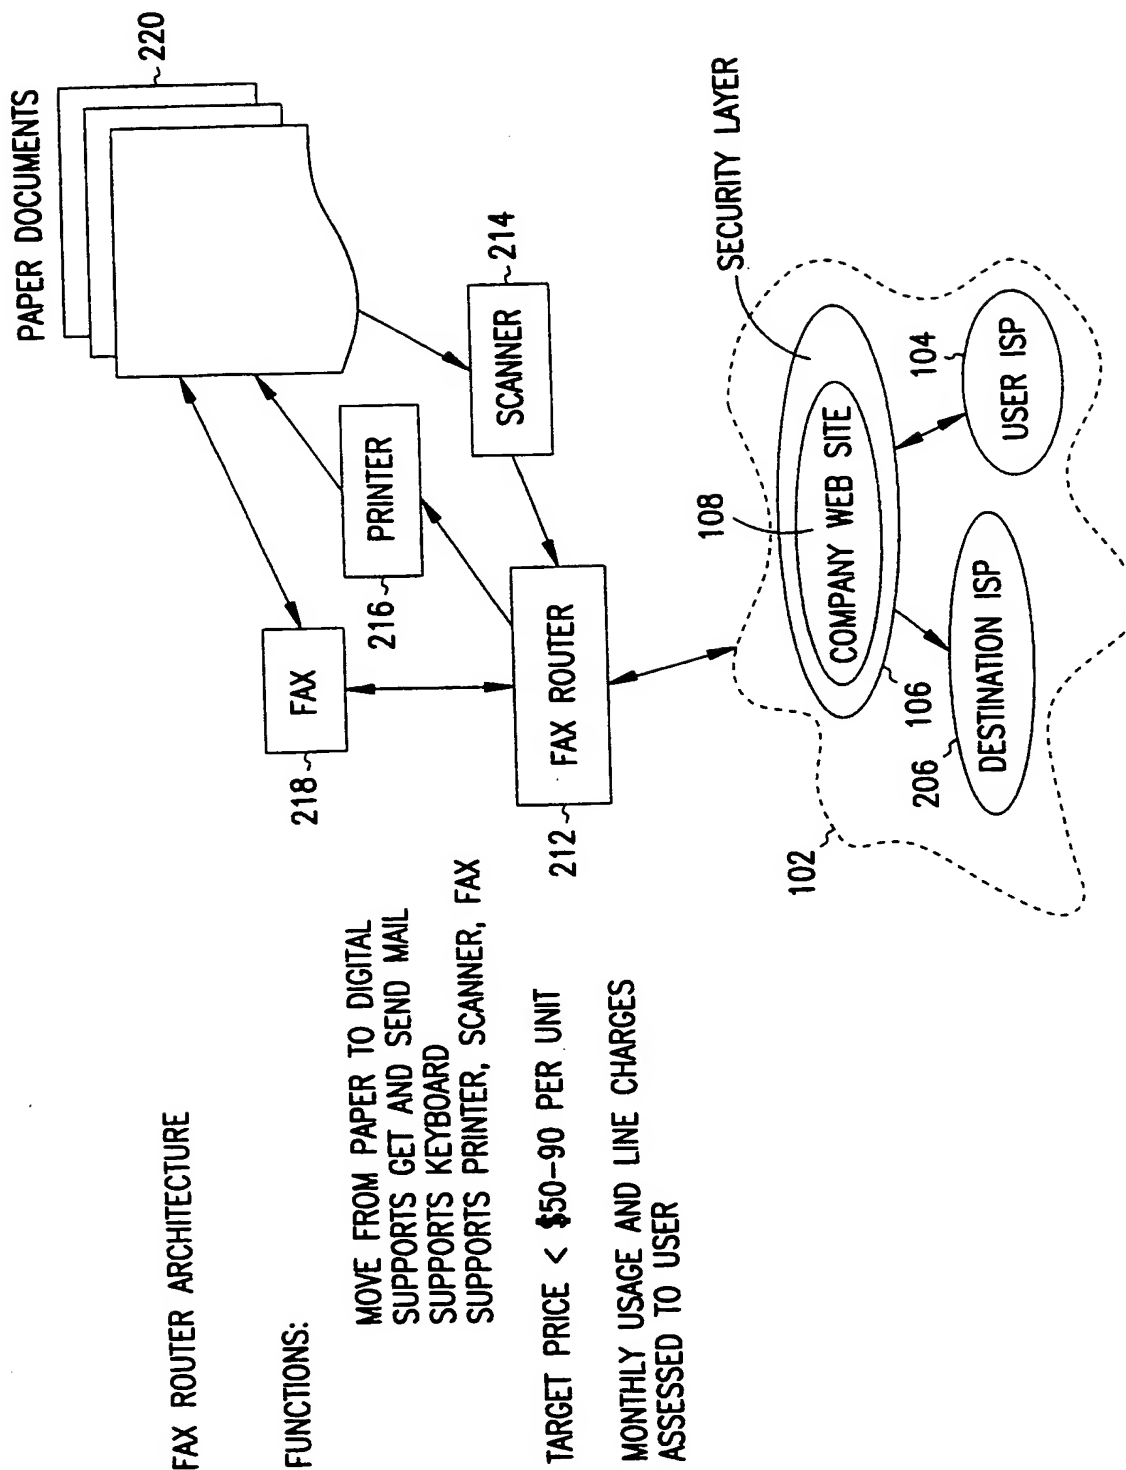 FAX ROUTER ARCHITECTURE
FUNCTIONS:
MOVE FROM PAPER TO DIGITAL
SUPPORTS GET AND SEND MAIL
SUPPORTS KEYBOARD
SUPPORTS PRINTER, SCANNER, FAX
TARGET PRICE < $50-90 PER UNIT
MONTHLY USAGE AND LINE CHARGES
ASSESSED TO USER
PAPER DOCUMENTS
220
FAX
218
PRINTER
216
SCANNER
214
FAX ROUTER
212
SECURITY LAYER
108
COMPANY WEB SITE
106
104
USER ISP
206
DESTINATION ISP
102